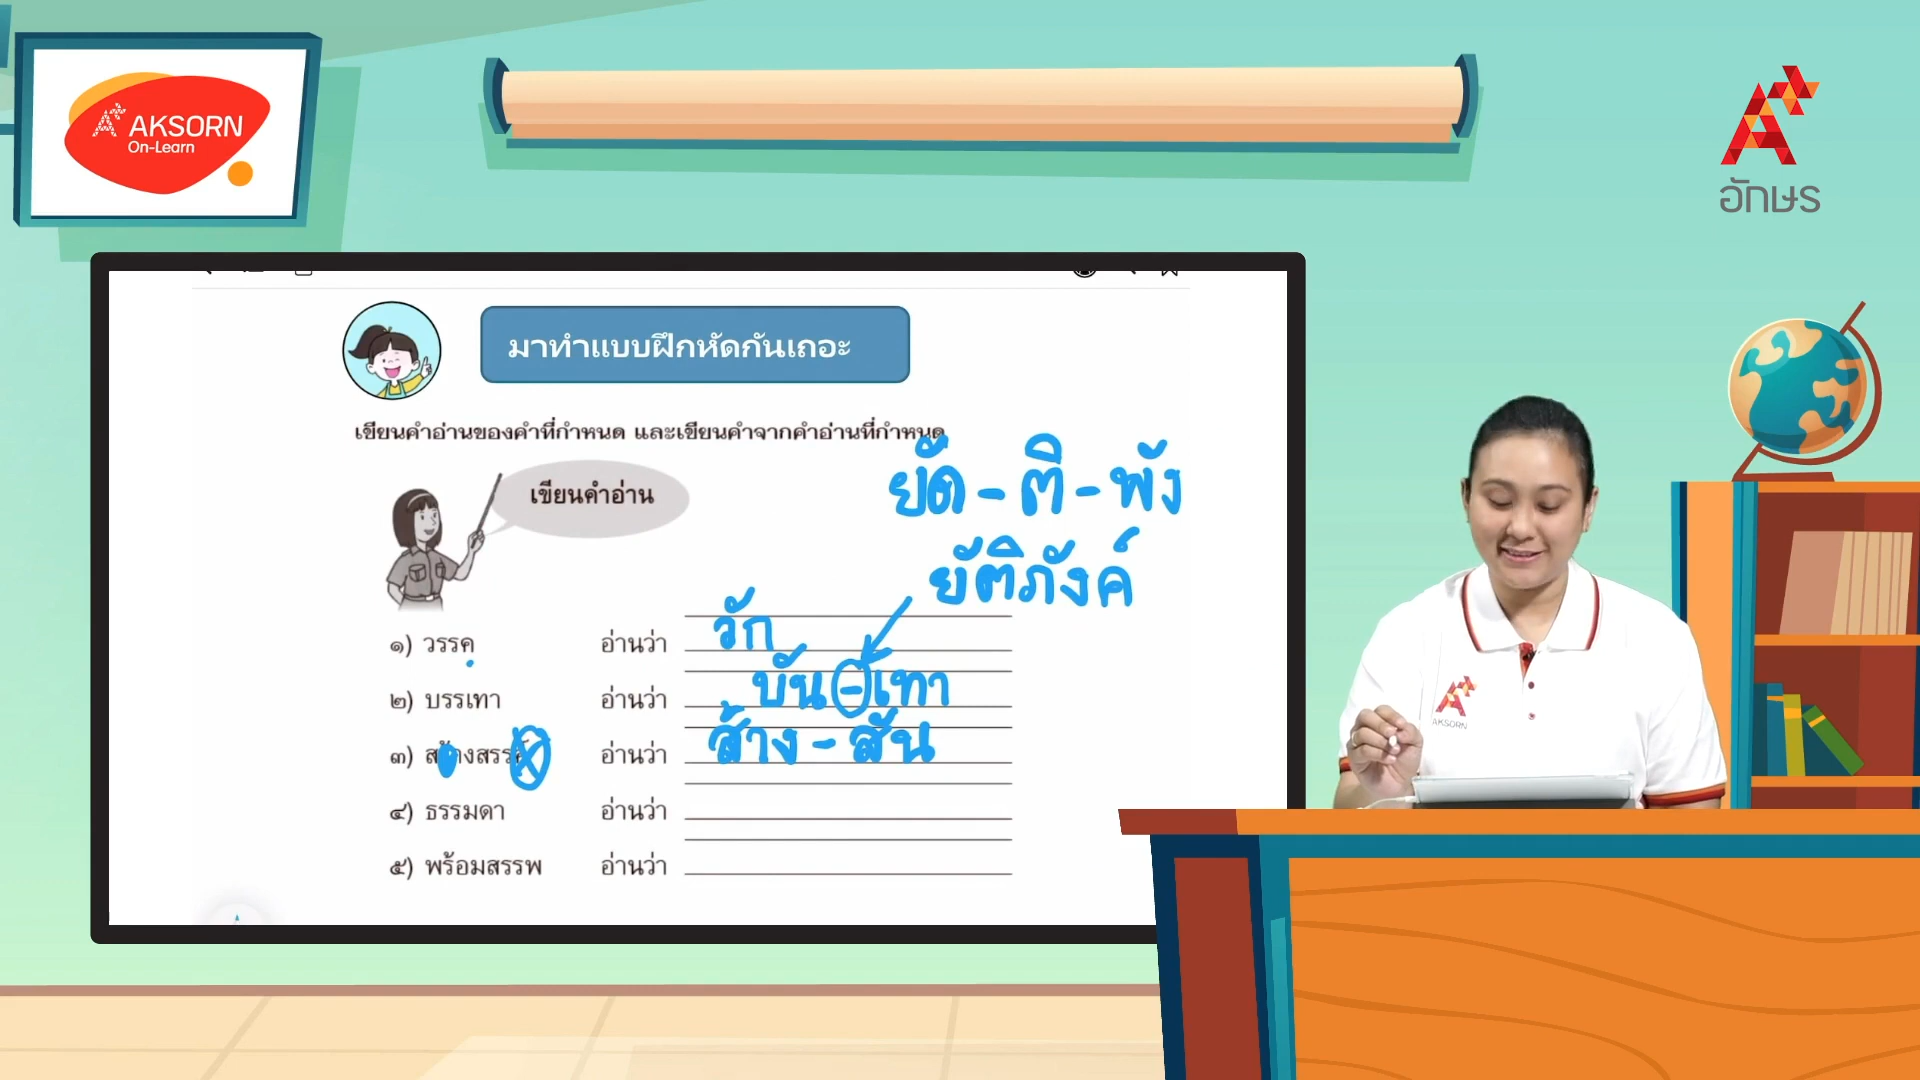 AKSORN
On-Learn
อักษร
มาทำแบบฝึกหัดกันเถอะ
เขียนคำอ่านของคำที่กำหนด และเขียนคำจากคำอ่านที่กำหนด
ยัด - ติ - พัง
เขียนคำอ่าน
ยัติภังค์
๑) วรรค อ่านว่า วัก
๒) บรรเทา อ่านว่า บัน - เทา
๓) สร้างสรรค์ อ่านว่า ส้าง - สัน
๔) ธรรมดา อ่านว่า
๕) พร้อมสรรพ อ่านว่า
AKSORN